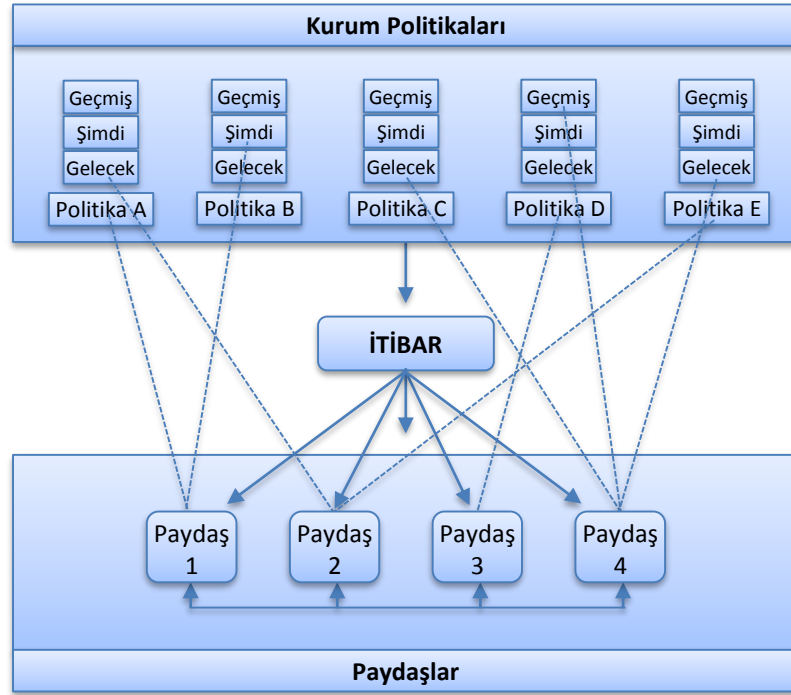 Kurum Politikaları
Geçmiş Geçmiş Geçmiş Geçmiş Geçmiş
Şimdi Şimdi Şimdi Şimdi Şimdi
Gelecek Gelecek Gelecek Gelecek Gelecek
Politika A Politika B Politika C Politika D Politika E
İTİBAR
Paydaş Paydaş Paydaş Paydaş
1 2 3 4
Paydaşlar